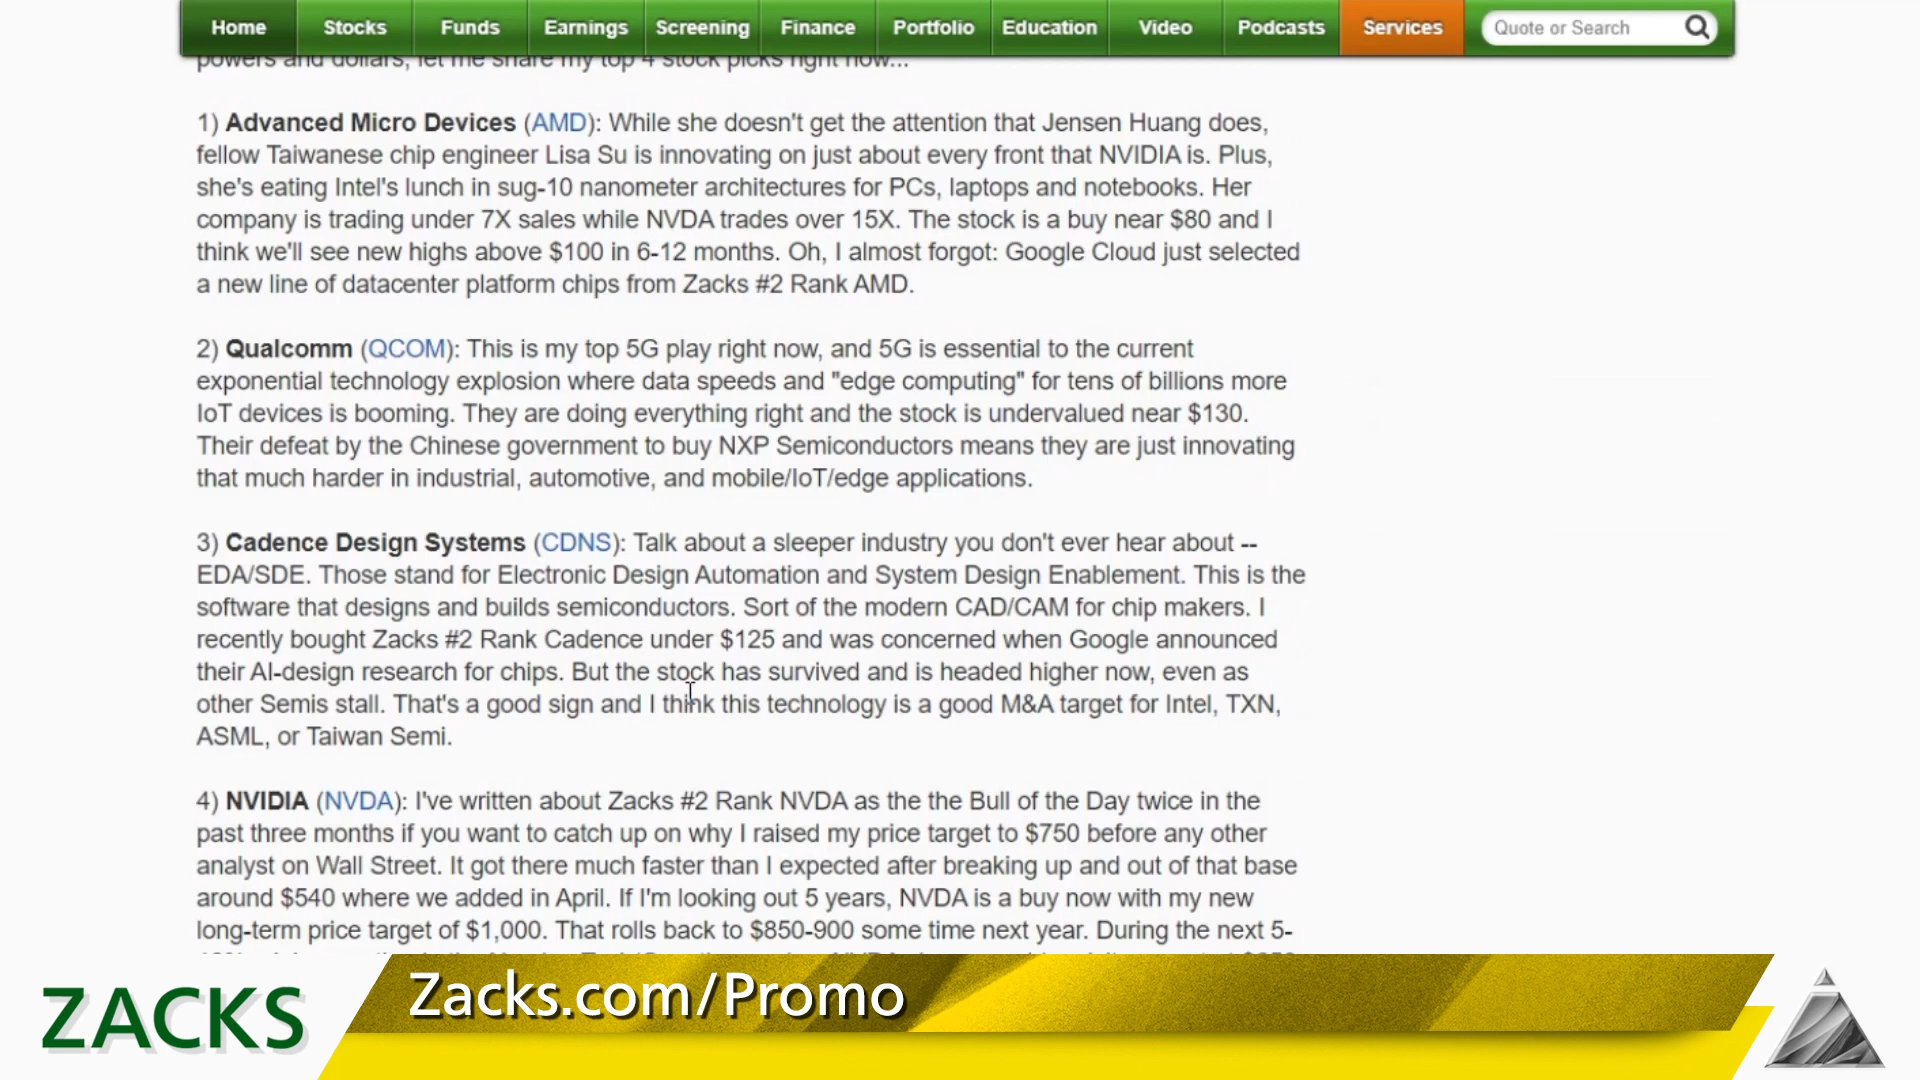 Home Stocks Funds Earnings Screening Finance Portfolio Education Video Podcasts Services Quote or Search
powers and dollars, let me share my top 4 stock picks right now...
1) Advanced Micro Devices (AMD): While she doesn't get the attention that Jensen Huang does,
fellow Taiwanese chip engineer Lisa Su is innovating on just about every front that NVIDIA is. Plus,
she's eating Intel's lunch in sug-10 nanometer architectures for PCs, laptops and notebooks. Her
company is trading under 7X sales while NVDA trades over 15X. The stock is a buy near $80 and I
think we'll see new highs above $100 in 6-12 months. Oh, I almost forgot: Google Cloud just selected
a new line of datacenter platform chips from Zacks #2 Rank AMD.
2) Qualcomm (QCOM): This is my top 5G play right now, and 5G is essential to the current
exponential technology explosion where data speeds and "edge computing" for tens of billions more
IoT devices is booming. They are doing everything right and the stock is undervalued near $130.
Their defeat by the Chinese government to buy NXP Semiconductors means they are just innovating
that much harder in industrial, automotive, and mobile/IoT/edge applications.
3) Cadence Design Systems (CDNS): Talk about a sleeper industry you don't ever hear about --
EDA/SDE. Those stand for Electronic Design Automation and System Design Enablement. This is the
software that designs and builds semiconductors. Sort of the modern CAD/CAM for chip makers. I
recently bought Zacks #2 Rank Cadence under $125 and was concerned when Google announced
their AI-design research for chips. But the stock has survived and is headed higher now, even as
other Semis stall. That's a good sign and I think this technology is a good M&A target for Intel, TXN,
ASML, or Taiwan Semi.
4) NVIDIA (NVDA): I've written about Zacks #2 Rank NVDA as the the Bull of the Day twice in the
past three months if you want to catch up on why I raised my price target to $750 before any other
analyst on Wall Street. It got there much faster than I expected after breaking up and out of that base
around $540 where we added in April. If I'm looking out 5 years, NVDA is a buy now with my new
long-term price target of $1,000. That rolls back to $850-900 some time next year. During the next 5-
ZACKS
Zacks.com/Promo